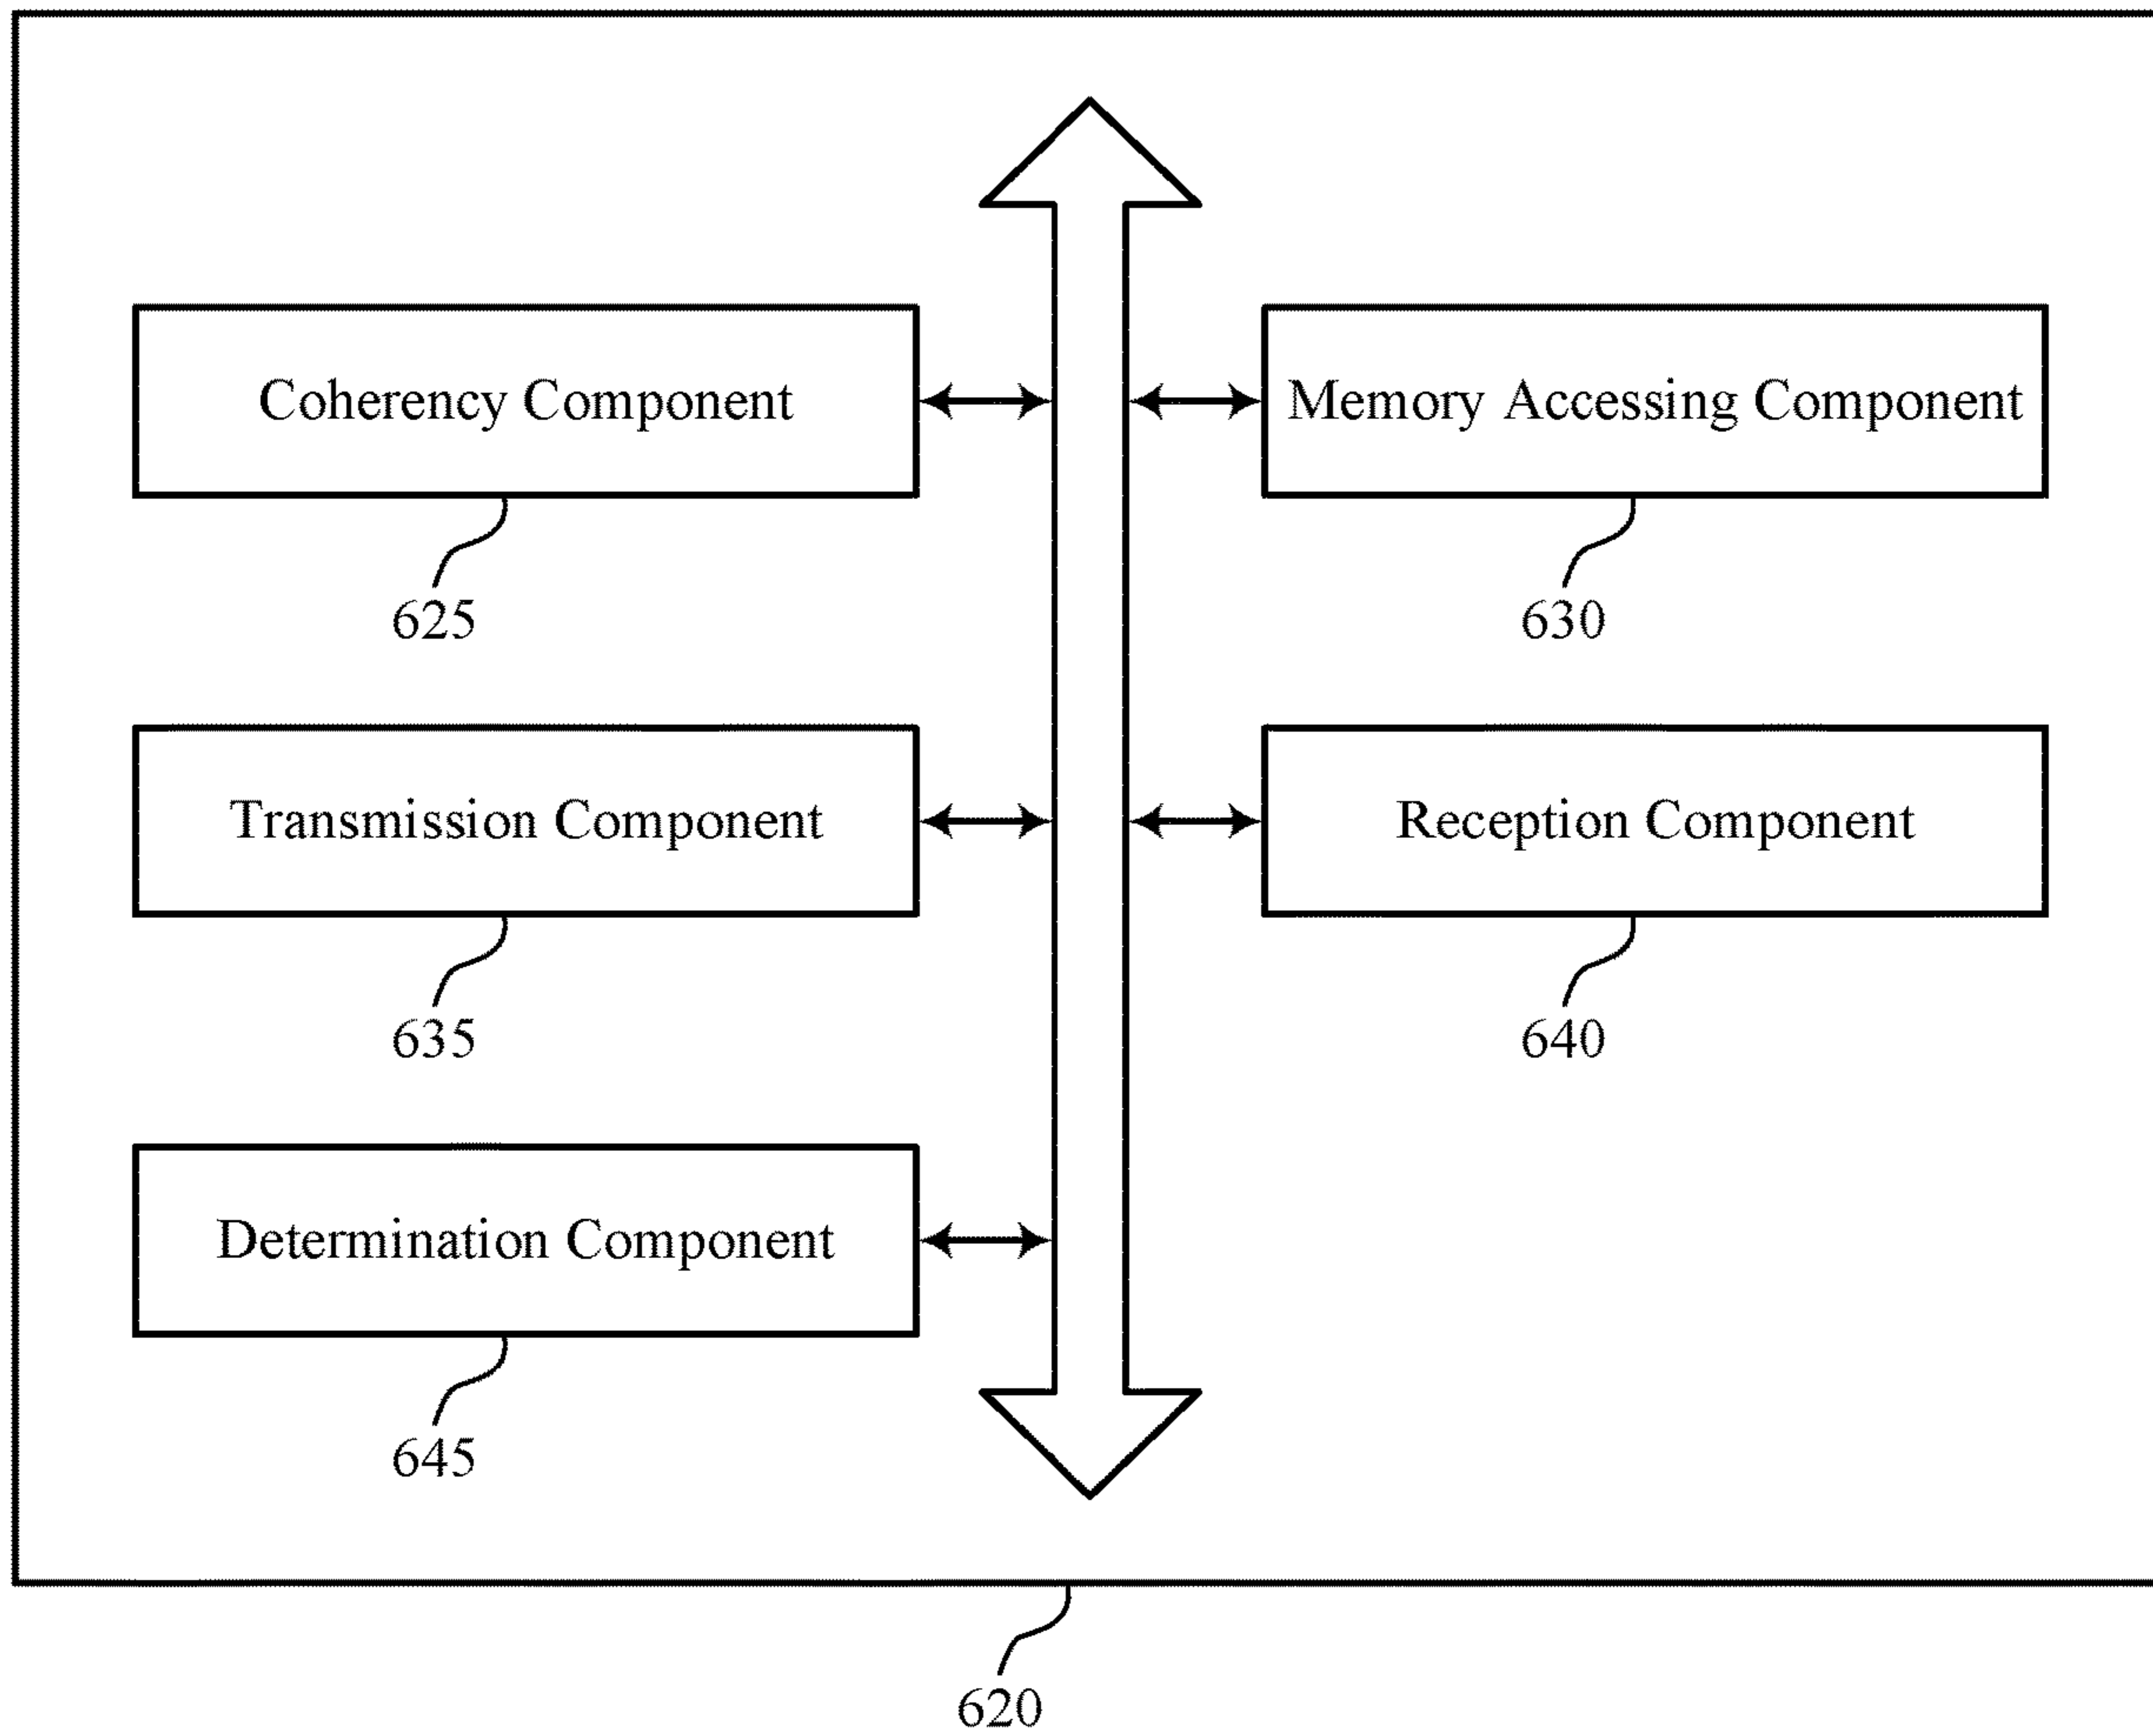 Coherency Component
Memory Accessing Component
625
630
Transmission Component
Reception Component
635
640
Determination Component
645
620